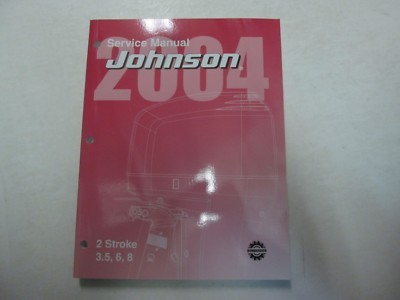 Service Manual
2004
Johnson
2 Stroke
3.5, 6, 8